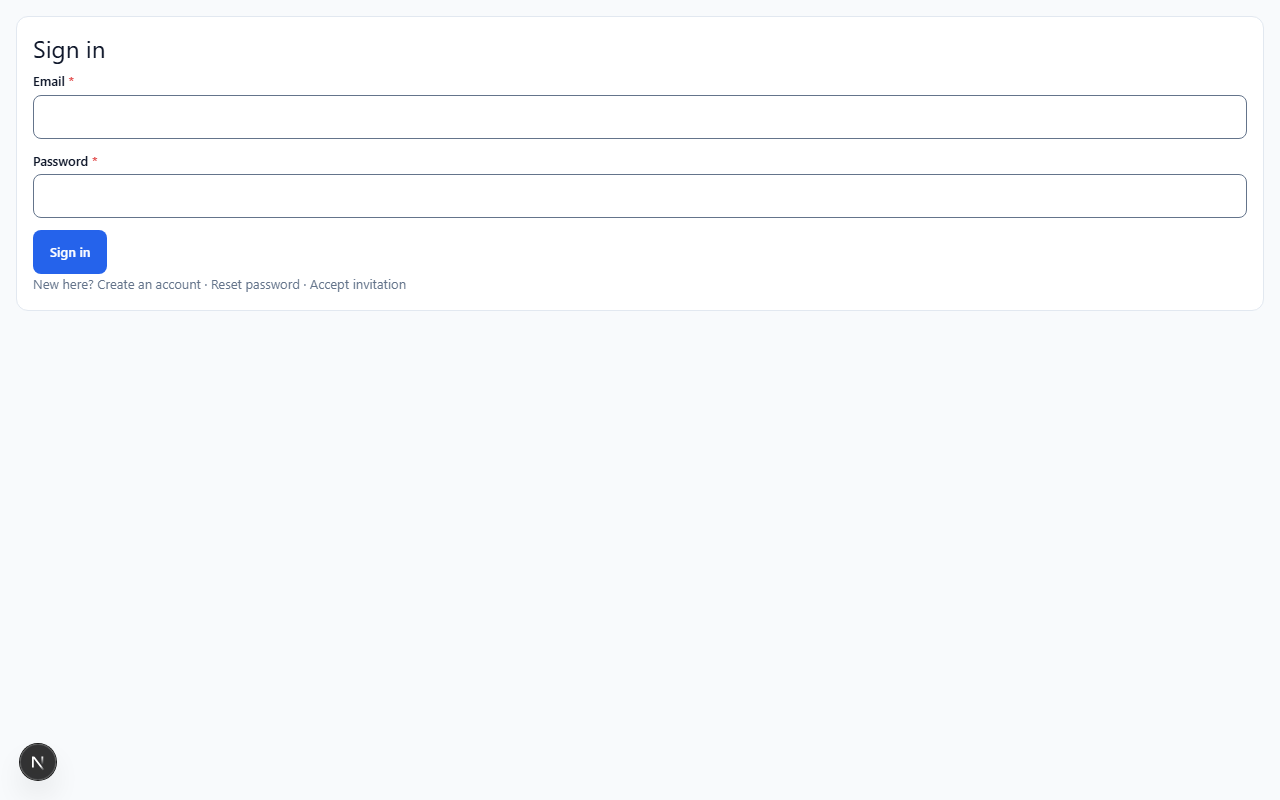 Sign in
Email *
Password *
Sign in
New here? Create an account · Reset password · Accept invitation
N